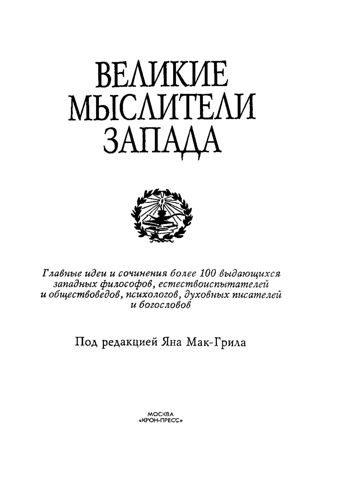 ВЕЛИКИЕ
МЫСЛИТЕЛИ
ЗАПАДА
Главные идеи и сочинения более 100 выдающихся
западных философов, естествоиспытателей
и обществоведов, психологов, духовных писателей
и богословов
Под редакцией Яна Мак-Грила
МОСКВА
«КРОН-ПРЕСС»